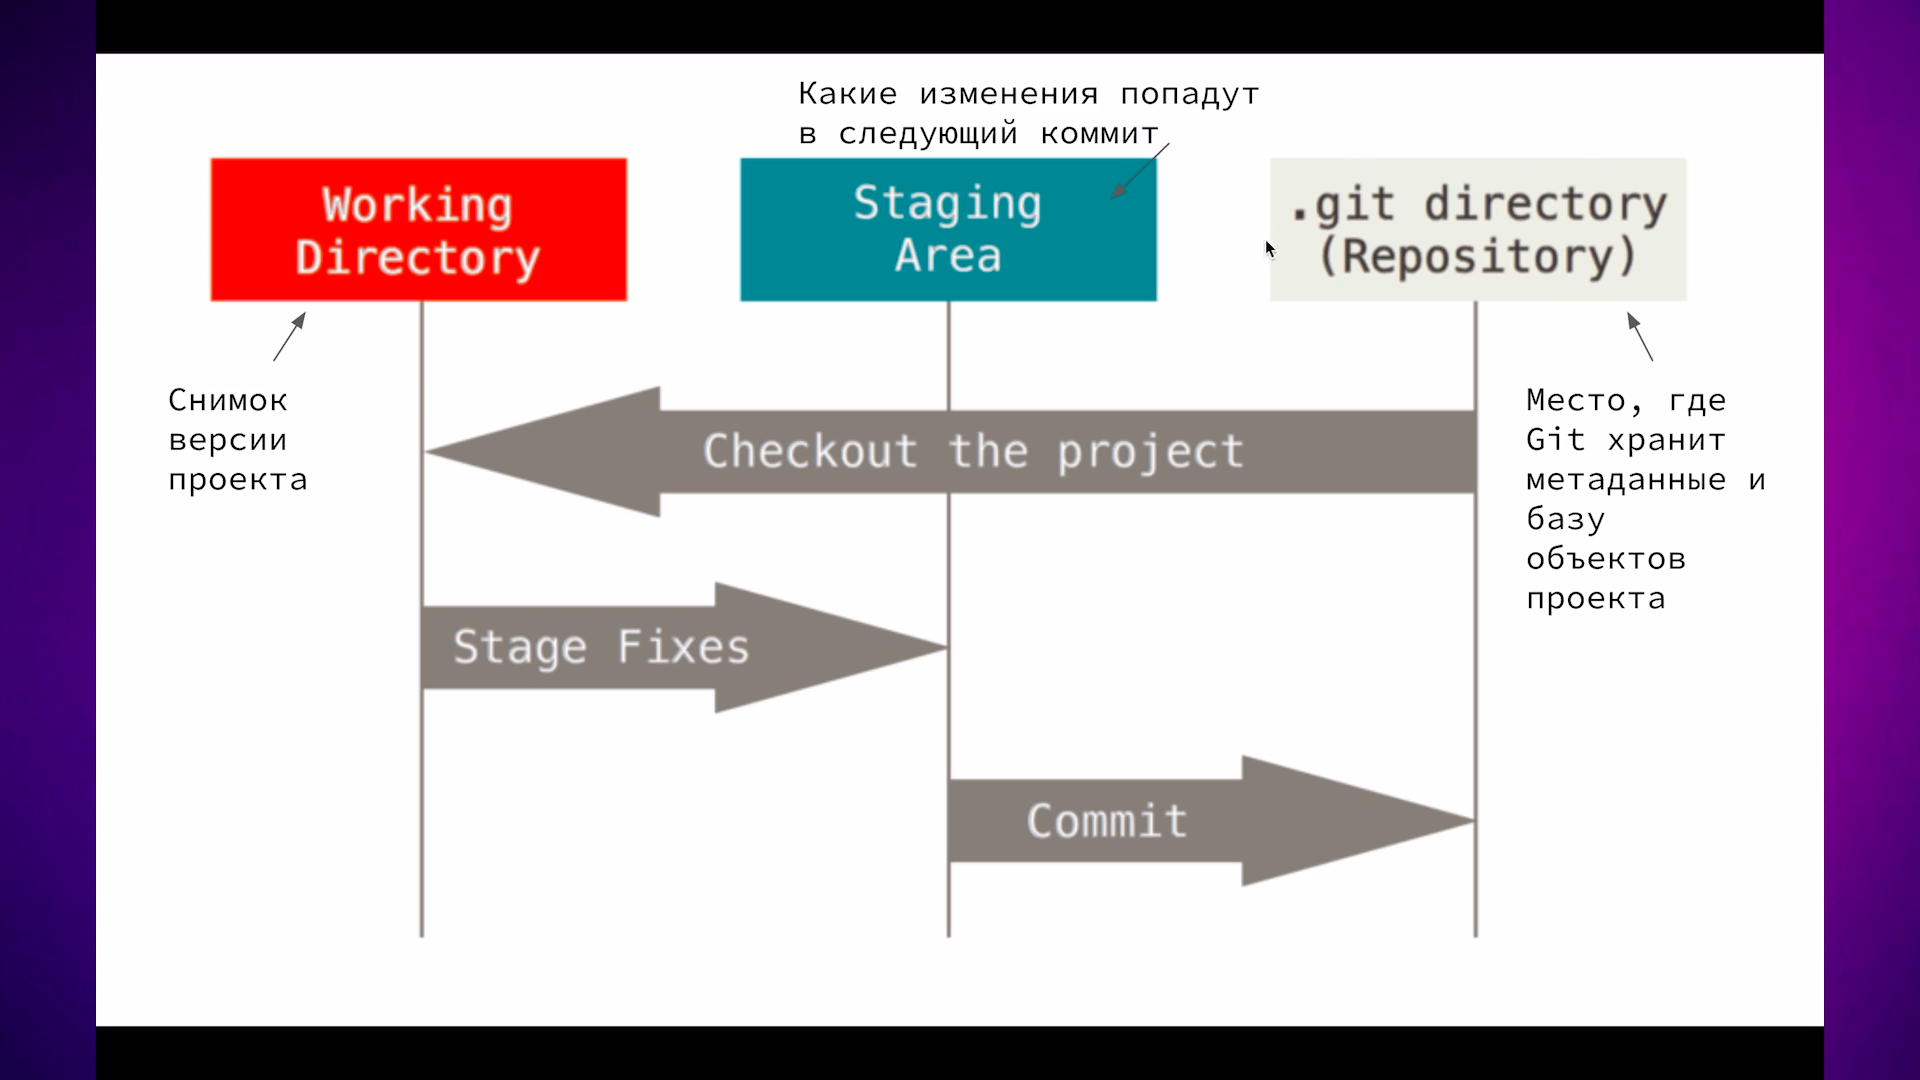 Какие изменения попадут
в следующий коммит
Working
Directory
Staging
Area
.git directory
(Repository)
Снимок
версии
проекта
Место, где
Git хранит
метаданные и
базу
объектов
проекта
Checkout the project
Stage Fixes
Commit